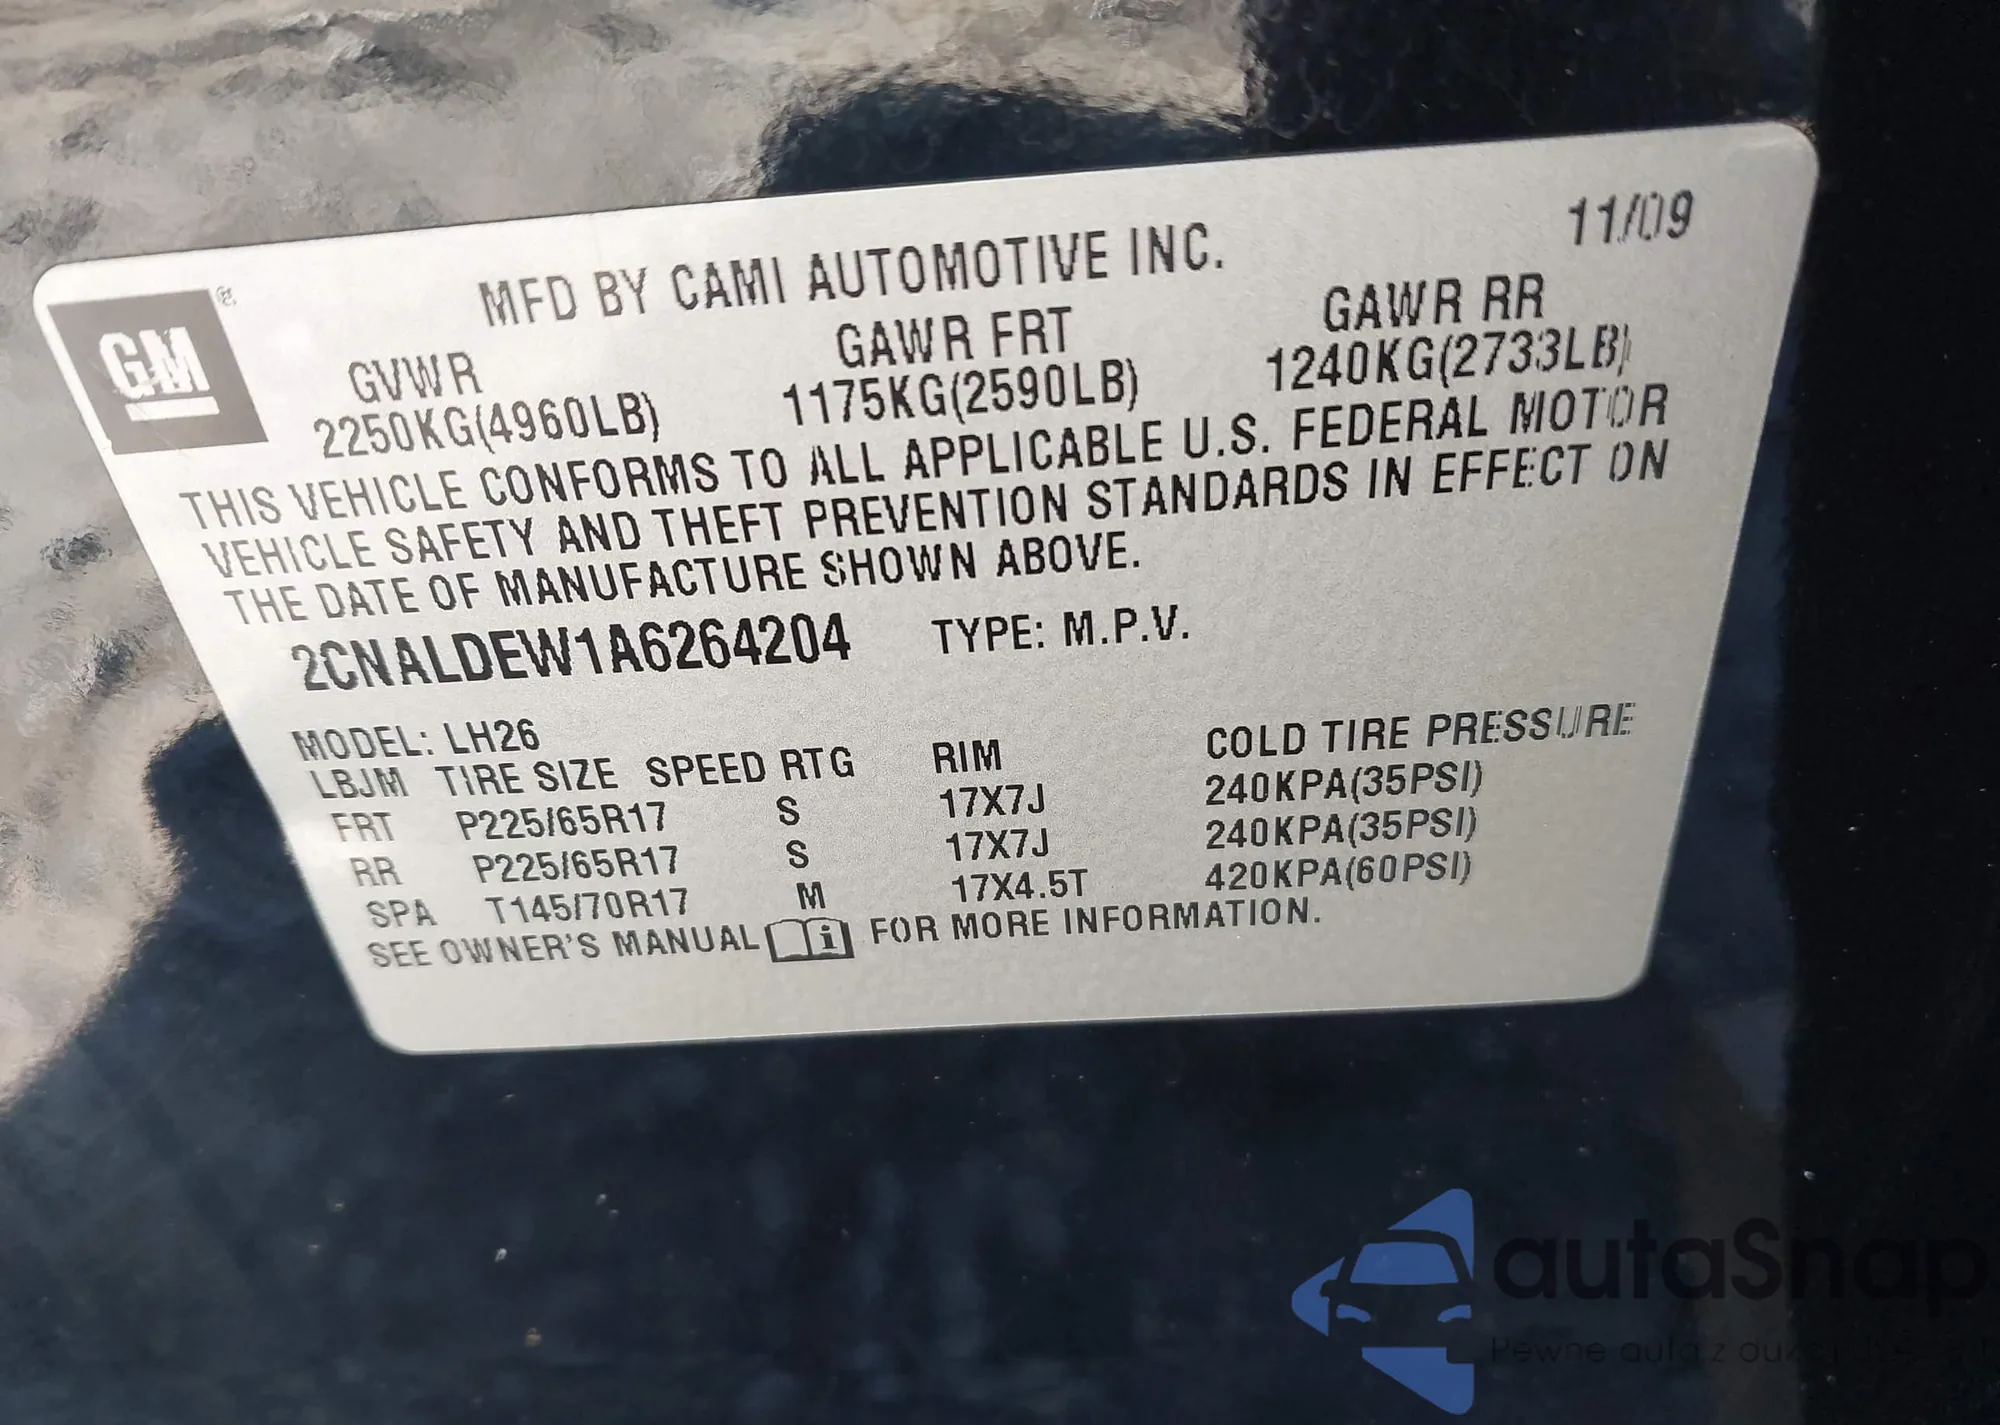 11/09
MFD BY CAMI AUTOMOTIVE INC.
GM ®
GVWR GAWR FRT GAWR RR
2250KG(4960LB) 1175KG(2590LB) 1240KG(2733LB)
THIS VEHICLE CONFORMS TO ALL APPLICABLE U.S. FEDERAL MOTOR
VEHICLE SAFETY AND THEFT PREVENTION STANDARDS IN EFFECT ON
THE DATE OF MANUFACTURE SHOWN ABOVE.
2CNALDEW1A6264204 TYPE: M.P.V.
MODEL: LH26
LBJM TIRE SIZE SPEED RTG RIM COLD TIRE PRESSURE
FRT P225/65R17 S 17X7J 240KPA(35PSI)
RR P225/65R17 S 17X7J 240KPA(35PSI)
SPA T145/70R17 M 17X4.5T 420KPA(60PSI)
SEE OWNER'S MANUAL i FOR MORE INFORMATION.
autaSnap
Pewne auta z